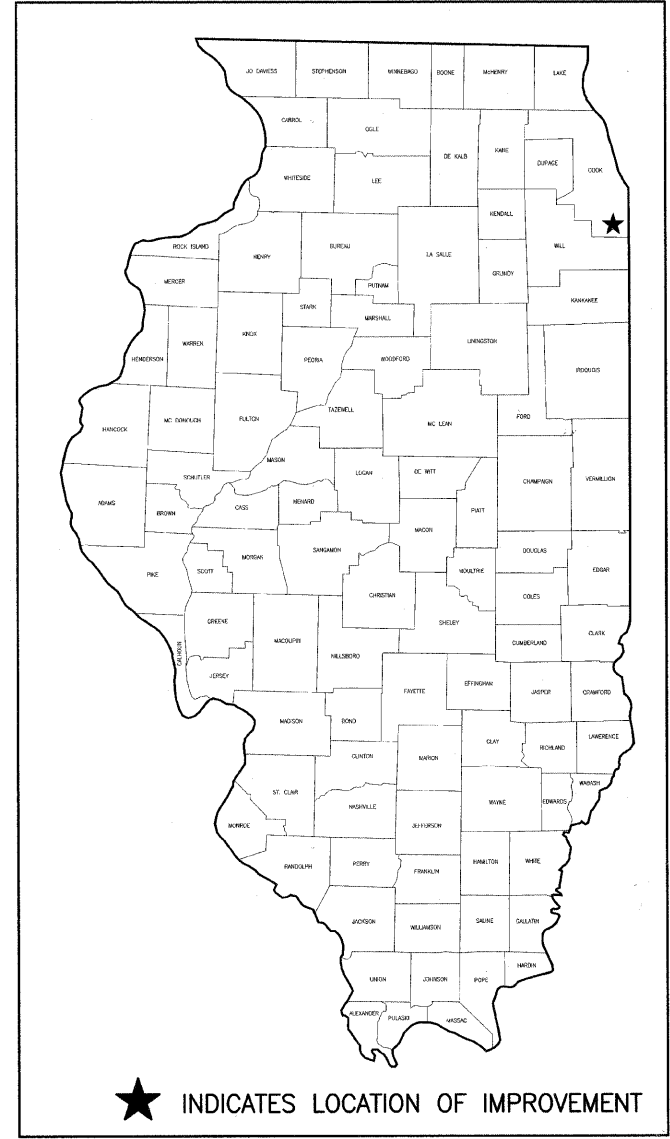 JO DAVIESS STEPHENSON WINNEBAGO BOONE McHENRY LAKE
CARROL OGLE DE KALB KANE DUPAGE COOK
WHITESIDE LEE
KENDALL
ROCK ISLAND HENRY BUREAU LA SALLE WILL
MERCER PUTNAM GRUNDY
STARK KANKAKEE
HENDERSON WARREN KNOX MARSHALL LIVINGSTON
PEORIA WOODFORD IROQUOIS
HANCOCK MC DONOUGH FULTON TAZEWELL MC LEAN FORD
MASON
SCHUTLER LOGAN DE WITT CHAMPAIGN VERMILLION
ADAMS BROWN CASS MENARD PIATT
MACON
PIKE SCOTT MORGAN SANGAMON MOULTRIE DOUGLAS EDGAR
CHRISTIAN COLES
GREENE MACOUPIN SHELBY CLARK
CALHOUN HILLSBORO CUMBERLAND
JERSEY FAYETTE EFFINGHAM JASPER CRAWFORD
MADISON BOND
CLINTON MARION CLAY RICHLAND LAWERENCE
ST. CLAIR WABASH
NASHVILLE WAYNE EDWARDS
MONROE JEFFERSON
RANDOLPH PERRY FRANKLIN HAMILTON WHITE
JACKSON WILLIAMSON SALINE GALLATIN
UNION JOHNSON POPE HARDIN
ALEXANDER PULASKI MASSAC
INDICATES LOCATION OF IMPROVEMENT